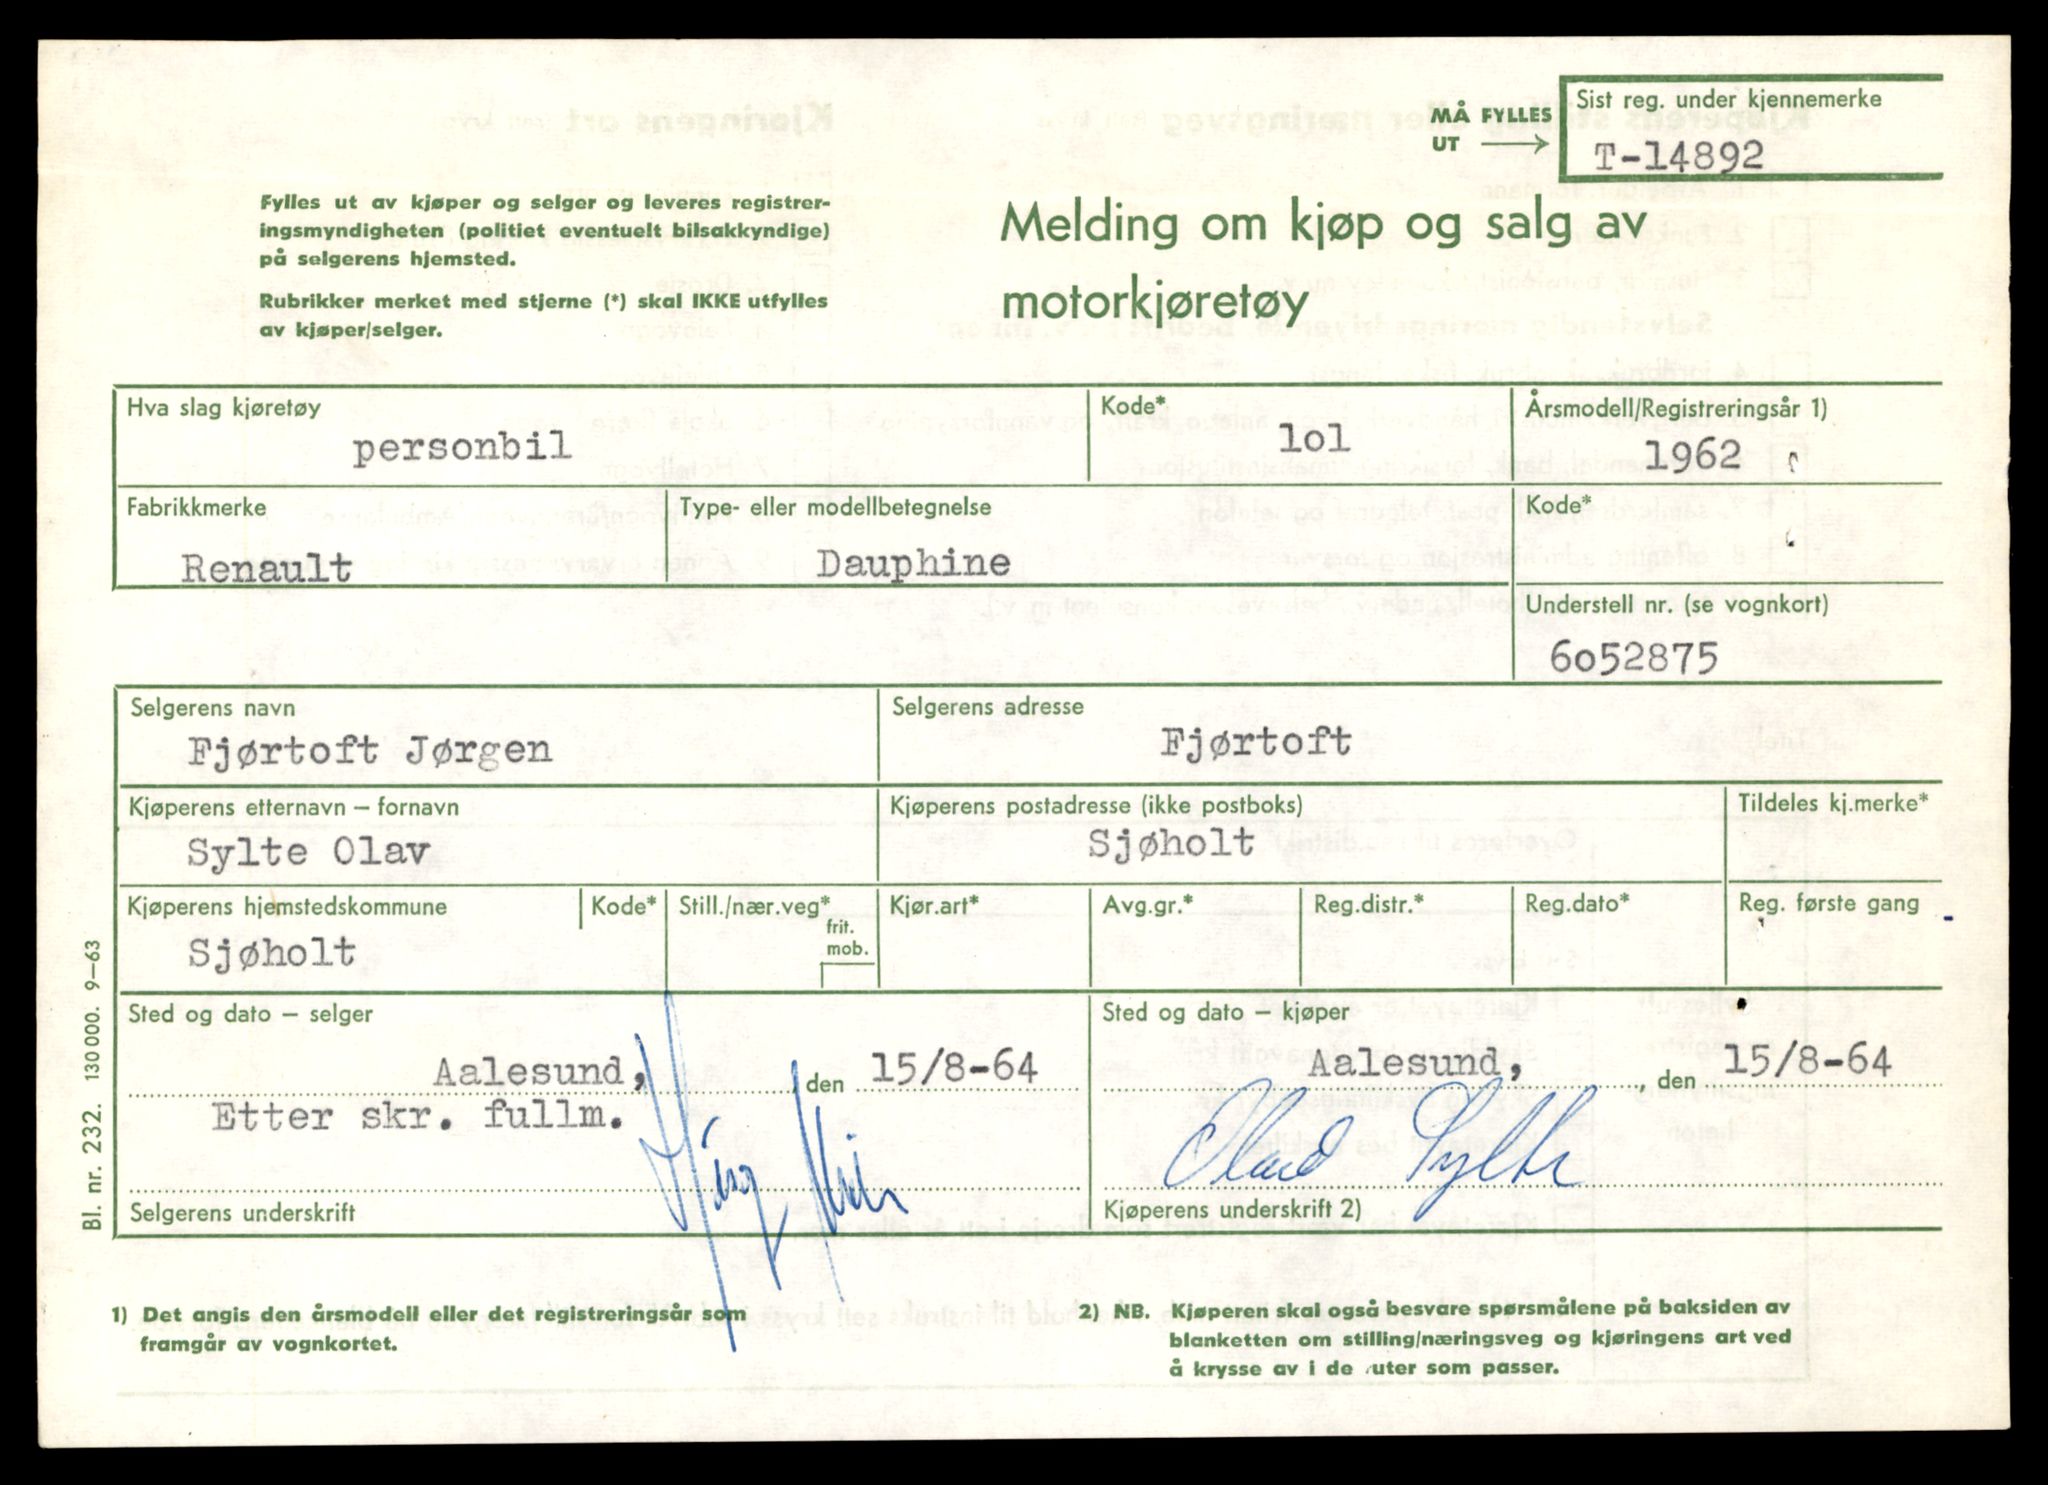 MÅ FYLLES
UT
Sist reg. under kjennemerke
T-14892
Fylles ut av kjøper og selger og leveres registrer-
ingsmyndigheten (politiet eventuelt bilsakkyndige)
på selgerens hjemsted.
Rubrikker merket med stjerne (*) skal IKKE utfylles
av kjøper/selger.
Melding om kjøp og salg av
motorkjøretøy
Hva slag kjøretøy
personbil
Kode*
lol
Årsmodell/Registreringsår 1)
1962
Fabrikkmerke
Renault
Type- eller modellbetegnelse
Dauphine
Kode*
Understell nr. (se vognkort)
6o52875
Selgerens navn
Fjørtoft Jørgen
Selgerens adresse
Fjørtoft
Kjøperens etternavn – fornavn
Sylte Olav
Kjøperens postadresse (ikke postboks)
Sjøholt
Tildeles kj.merke*
Kjøperens hjemstedskommune
Sjøholt
Kode*
Still./nær.veg*
frit.
mob.
Kjør.art*
Avg.gr.*
Reg.distr.*
Reg.dato*
Reg. første gang
Sted og dato – selger
Aalesund, den 15/8-64
Etter skr. fullm.
Selgerens underskrift
Sted og dato – kjøper
Aalesund, , den 15/8-64
Olav Sylte
Kjøperens underskrift 2)
Bl. nr. 232. 130 000. 9–63
1) Det angis den årsmodell eller det registreringsår som
framgår av vognkortet.
2) NB. Kjøperen skal også besvare spørsmålene på baksiden av
blanketten om stilling/næringsveg og kjøringens art ved
å krysse av i de uter som passer.